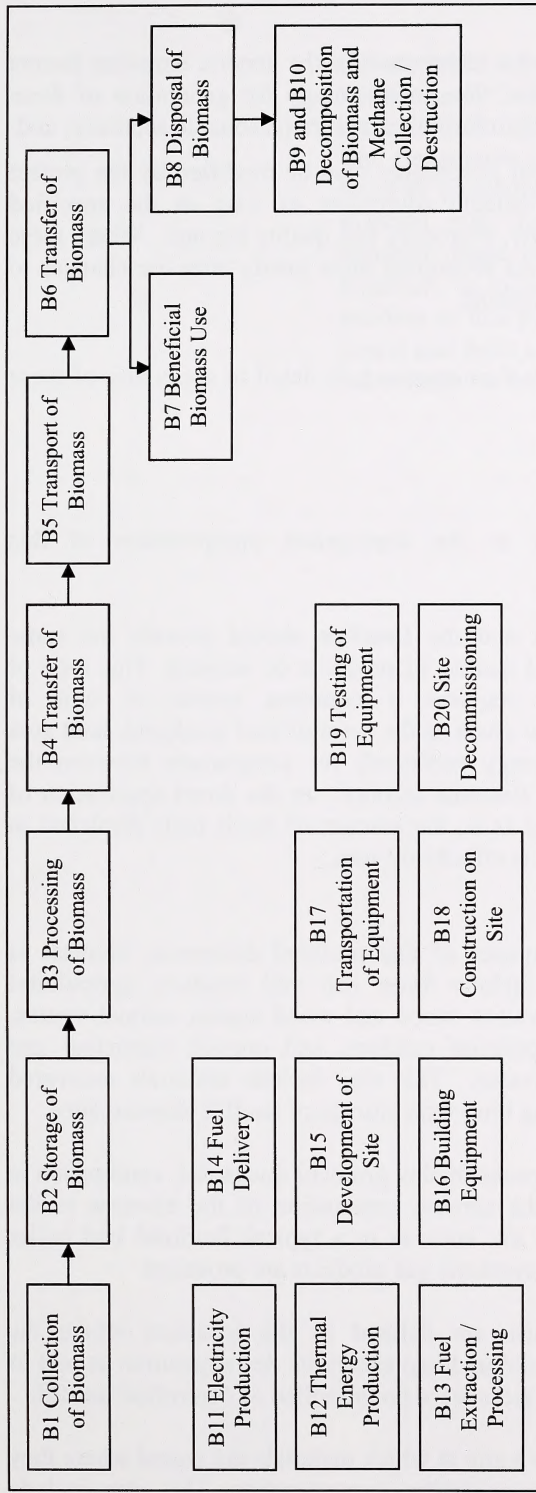 B1 Collection
of Biomass
B2 Storage of
Biomass
B3 Processing
of Biomass
B4 Transfer of
Biomass
B5 Transport of
Biomass
B6 Transfer of
Biomass
B7 Beneficial
Biomass Use
B8 Disposal of
Biomass
B9 and B10
Decomposition
of Biomass and
Methane
Collection /
Destruction
B11 Electricity
Production
B12 Thermal
Energy
Production
B13 Fuel
Extraction /
Processing
B14 Fuel
Delivery
B15
Development of
Site
B16 Building
Equipment
B17
Transportation
of Equipment
B18
Construction on
Site
B19 Testing of
Equipment
B20 Site
Decommissioning